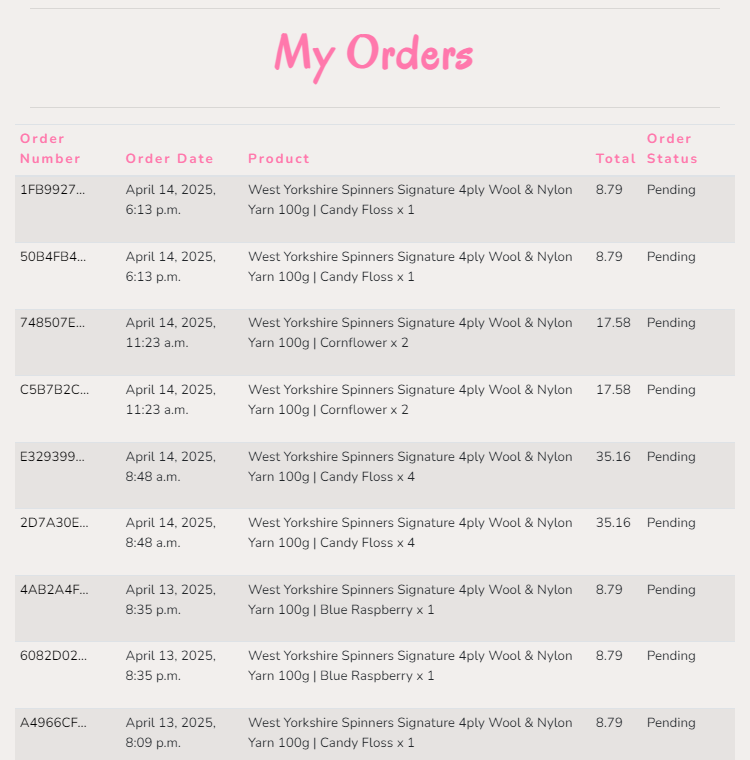 My Orders
Order Number Order Date Product Total Order Status
1FB9927... April 14, 2025, West Yorkshire Spinners Signature 4ply Wool & Nylon 8.79 Pending
6:13 p.m. Yarn 100g | Candy Floss x 1
50B4FB4... April 14, 2025, West Yorkshire Spinners Signature 4ply Wool & Nylon 8.79 Pending
6:13 p.m. Yarn 100g | Candy Floss x 1
748507E... April 14, 2025, West Yorkshire Spinners Signature 4ply Wool & Nylon 17.58 Pending
11:23 a.m. Yarn 100g | Cornflower x 2
C5B7B2C... April 14, 2025, West Yorkshire Spinners Signature 4ply Wool & Nylon 17.58 Pending
11:23 a.m. Yarn 100g | Cornflower x 2
E329399... April 14, 2025, West Yorkshire Spinners Signature 4ply Wool & Nylon 35.16 Pending
8:48 a.m. Yarn 100g | Candy Floss x 4
2D7A30E... April 14, 2025, West Yorkshire Spinners Signature 4ply Wool & Nylon 35.16 Pending
8:48 a.m. Yarn 100g | Candy Floss x 4
4AB2A4F... April 13, 2025, West Yorkshire Spinners Signature 4ply Wool & Nylon 8.79 Pending
8:35 p.m. Yarn 100g | Blue Raspberry x 1
6082D02... April 13, 2025, West Yorkshire Spinners Signature 4ply Wool & Nylon 8.79 Pending
8:35 p.m. Yarn 100g | Blue Raspberry x 1
A4966CF... April 13, 2025, West Yorkshire Spinners Signature 4ply Wool & Nylon 8.79 Pending
8:09 p.m. Yarn 100g | Candy Floss x 1